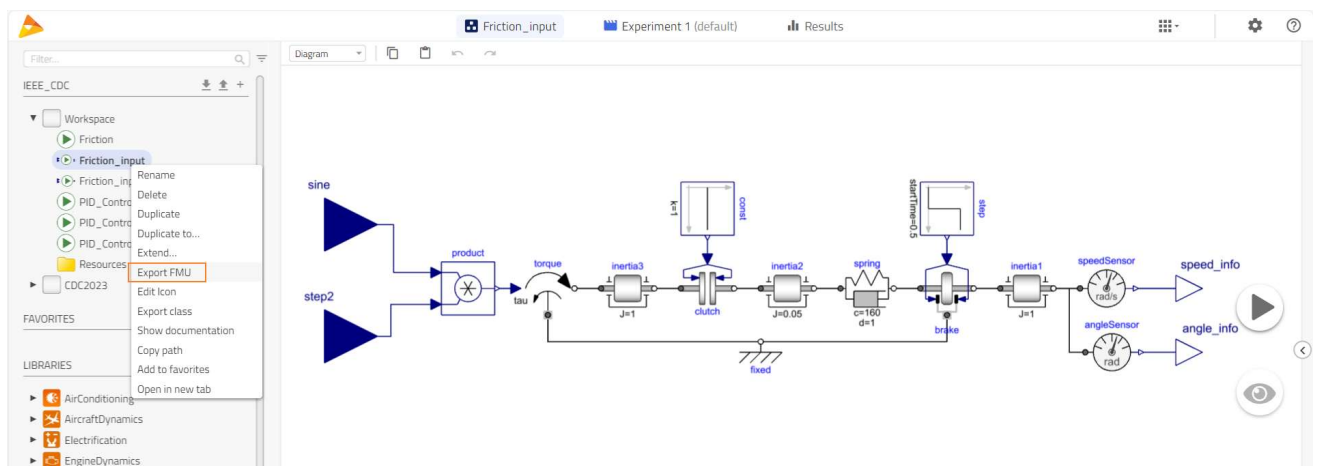 Friction_input
Experiment 1 (default)
Results
Filter...
Diagram
IEEE_CDC
Workspace
Friction
Friction_input
Friction_inp
PID_Contro
PID_Contro
PID_Contro
Resources
CDC2023
FAVORITES
LIBRARIES
AirConditioning
AircraftDynamics
Electrification
EngineDynamics
Rename
Delete
Duplicate
Duplicate to...
Extend...
Export FMU
Edit Icon
Export class
Show documentation
Copy path
Add to favorites
Open in new tab
sine
step2
product
torque
tau
inertia3
J=1
k=1
const
clutch
inertia2
J=0.05
spring
c=160
d=1
startTime=0.5
step
brake
fixed
inertia1
J=1
speedSensor
rad/s
speed_info
angleSensor
rad
angle_info